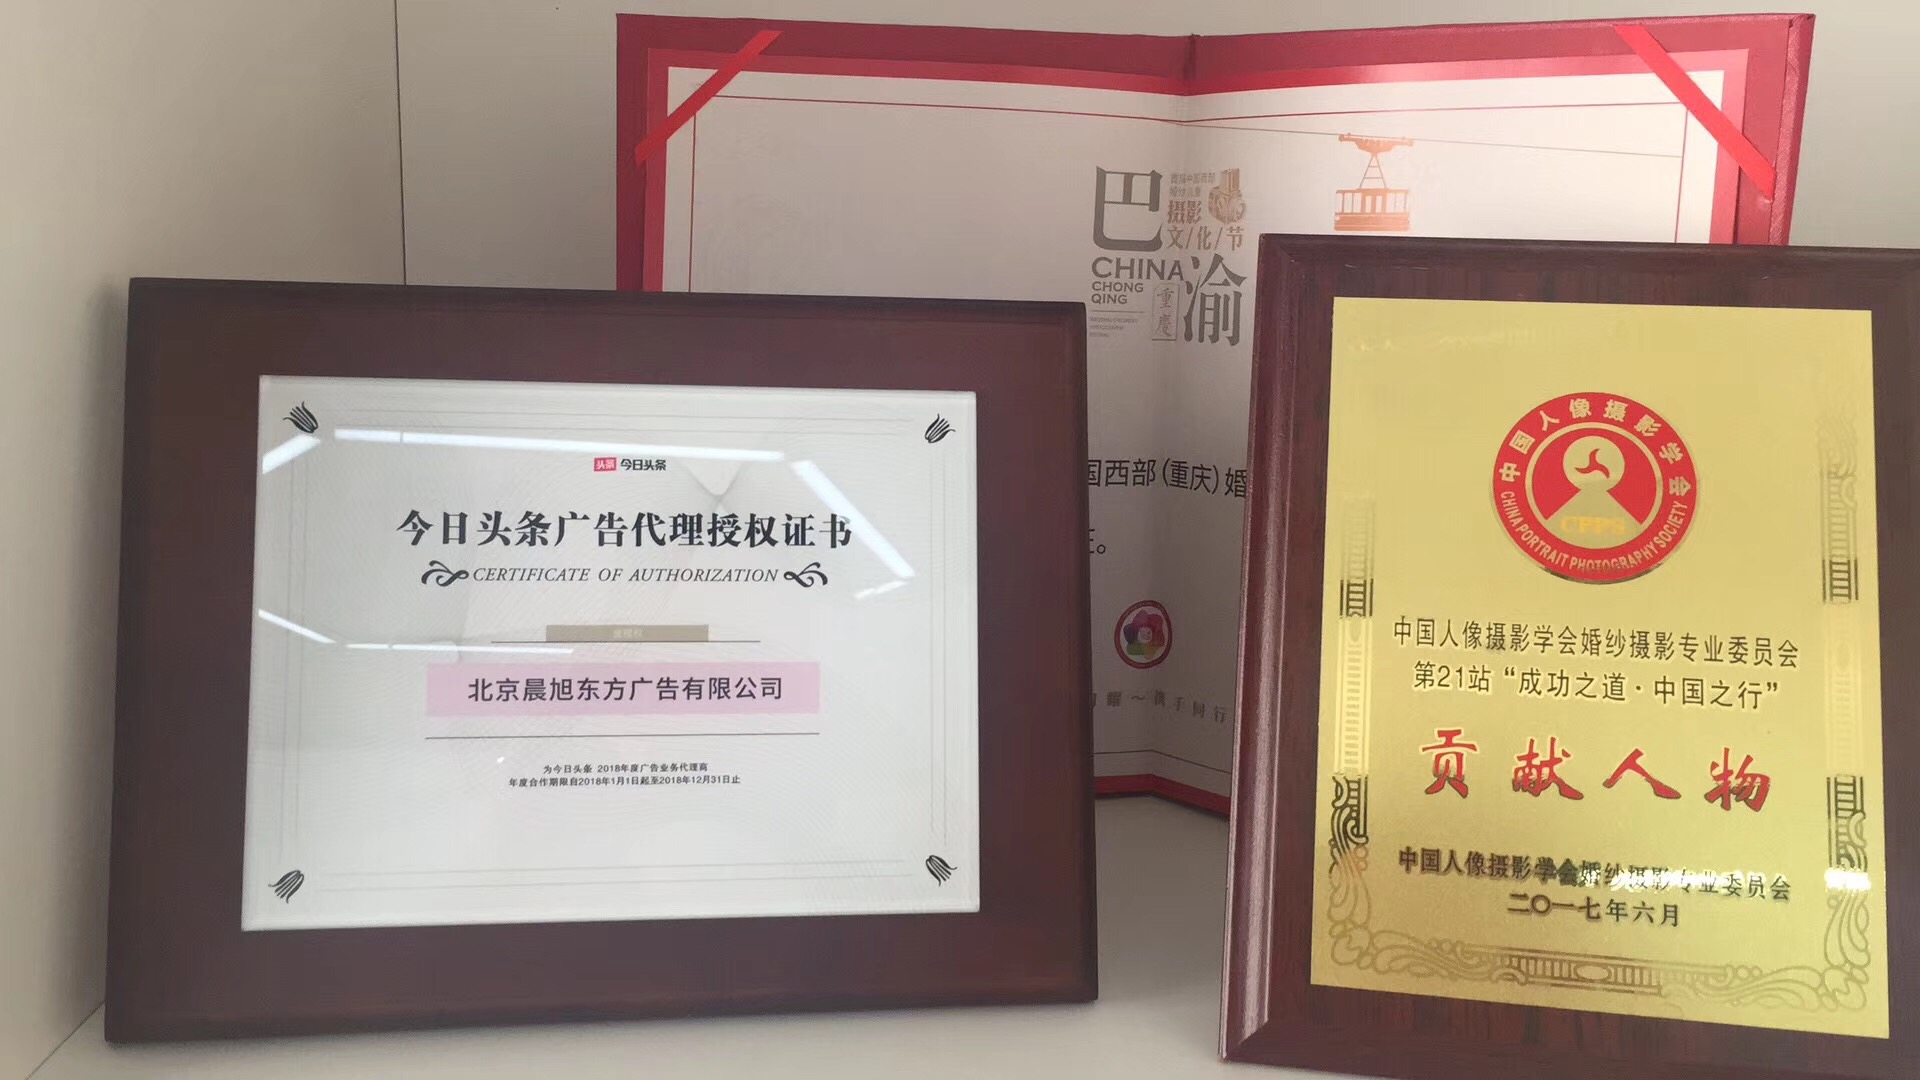 头条 今日头条
今日头条广告代理授权证书
CERTIFICATE OF AUTHORIZATION
北京晨旭东方广告有限公司
为今日头条 2018年度广告业务代理商
年度合作期限自2018年1月1日起至2018年12月31日止
巴渝
摄影
文/化/节
CHINA
CHONG
QING
重慶
国西部(重庆)婚
~携手同行
中国人像摄影学会
CPPS
CHINA PORTRAIT PHOTOGRAPHY SOCIETY
中国人像摄影学会婚纱摄影专业委员会
第21站“成功之道·中国之行”
贡献人物
中国人像摄影学会婚纱摄影专业委员会
二〇一七年六月